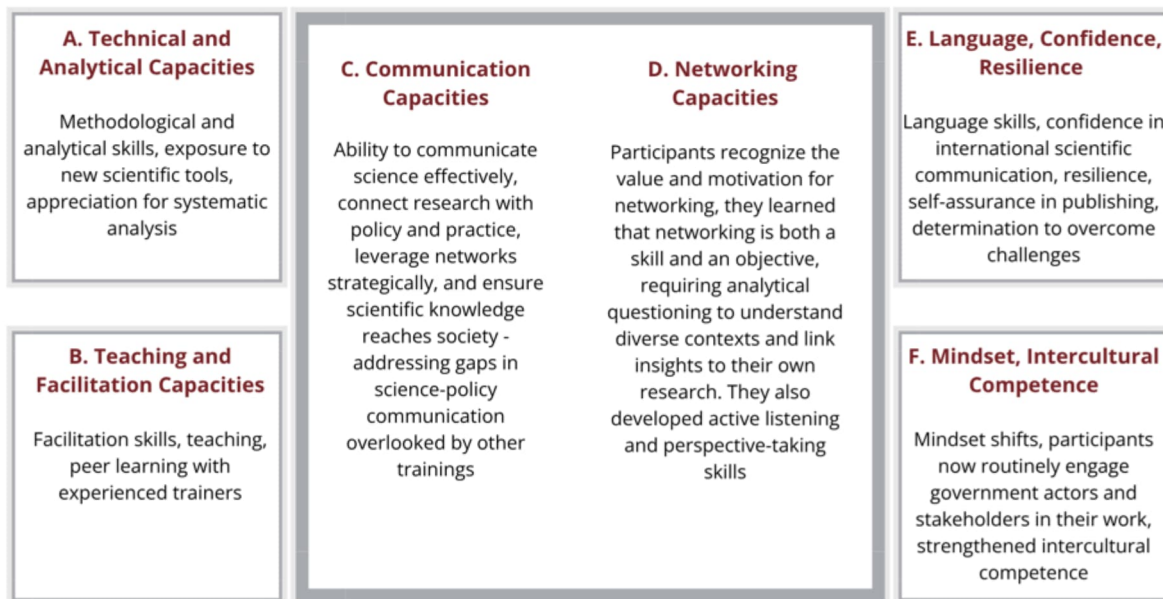 A. Technical and
Analytical Capacities
Methodological and
analytical skills, exposure to
new scientific tools,
appreciation for systematic
analysis
B. Teaching and
Facilitation Capacities
Facilitation skills, teaching,
peer learning with
experienced trainers
C. Communication
Capacities
Ability to communicate
science effectively,
connect research with
policy and practice,
leverage networks
strategically, and ensure
scientific knowledge
reaches society -
addressing gaps in
science-policy
communication
overlooked by other
trainings
D. Networking
Capacities
Participants recognize the
value and motivation for
networking, they learned
that networking is both a
skill and an objective,
requiring analytical
questioning to understand
diverse contexts and link
insights to their own
research. They also
developed active listening
and perspective-taking
skills
E. Language, Confidence,
Resilience
Language skills, confidence in
international scientific
communication, resilience,
self-assurance in publishing,
determination to overcome
challenges
F. Mindset, Intercultural
Competence
Mindset shifts, participants
now routinely engage
government actors and
stakeholders in their work,
strengthened intercultural
competence